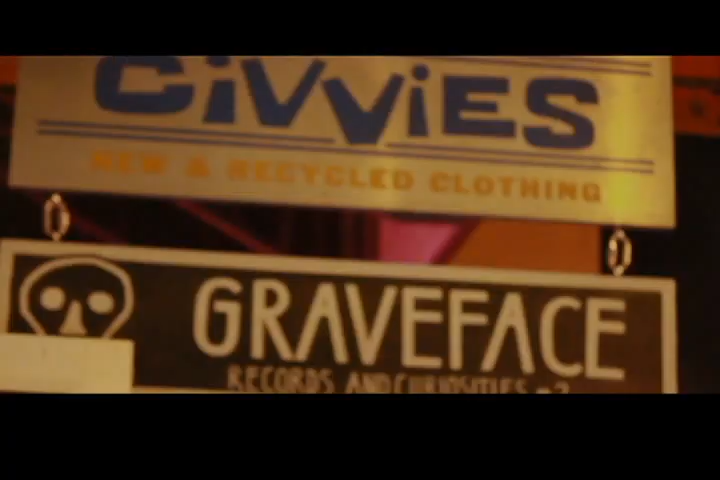 CiVViES
NEW & RECYCLED CLOTHING
GRAVEFACE
RECORDS AND CURIOSITIES